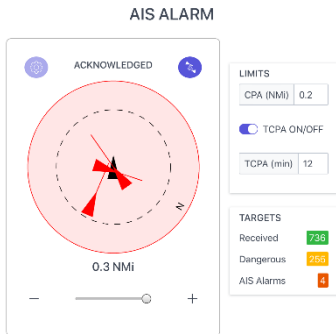 AIS ALARM
ACKNOWLEDGED
N
0.3 NMi
LIMITS
CPA (NMi) 0.2
TCPA ON/OFF
TCPA (min) 12
TARGETS
Received 736
Dangerous 256
AIS Alarms 4